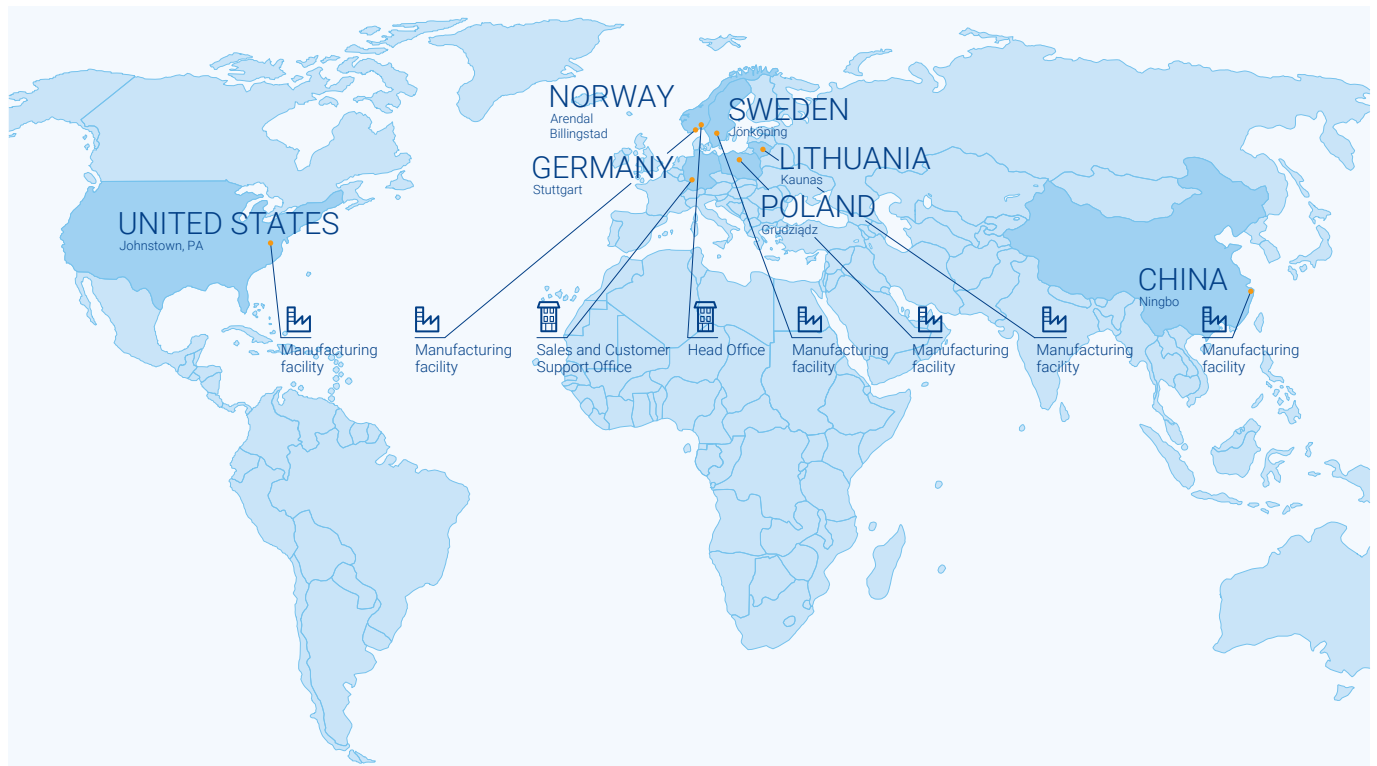 NORWAY
Arendal
Billingstad
SWEDEN
Jönköping
GERMANY
Stuttgart
LITHUANIA
Kaunas
POLAND
Grudziądz
UNITED STATES
Johnstown, PA
CHINA
Ningbo
Manufacturing
facility
Manufacturing
facility
Sales and Customer
Support Office
Head Office
Manufacturing
facility
Manufacturing
facility
Manufacturing
facility
Manufacturing
facility